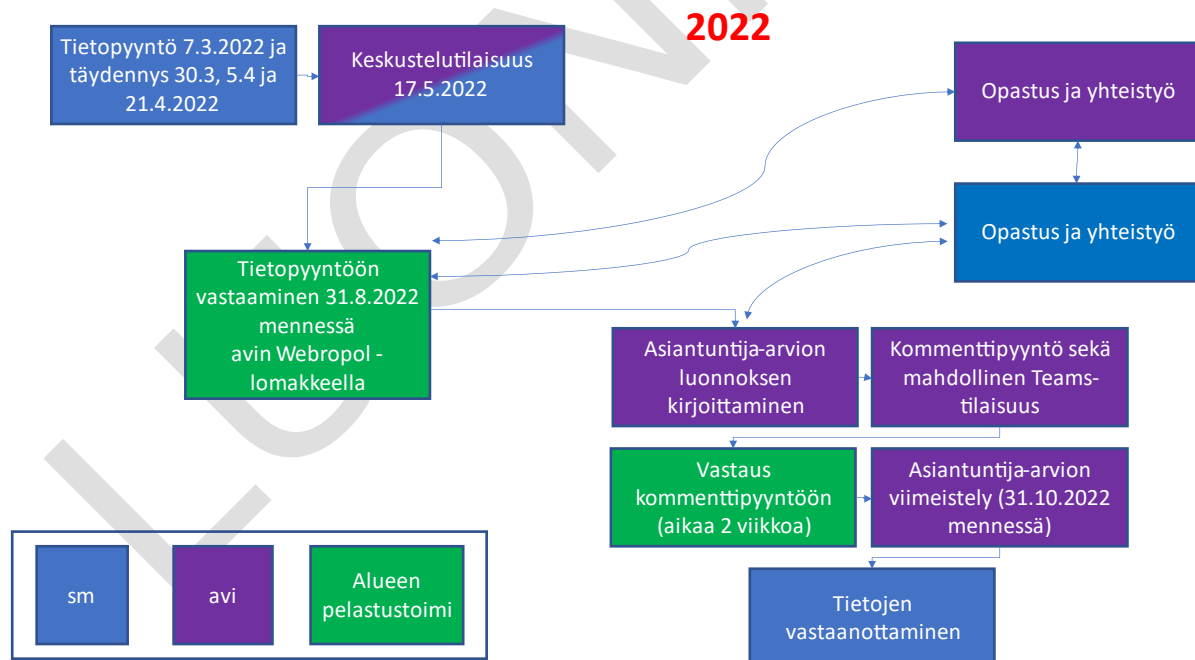 2022
Tietopyyntö 7.3.2022 ja
täydennys 30.3, 5.4 ja
21.4.2022
Keskustelutilaisuus
17.5.2022
Opastus ja yhteistyö
Opastus ja yhteistyö
Tietopyyntöön
vastaaminen 31.8.2022
mennessä
avin Webropol -
lomakkeella
Asiantuntija-arvion
luonnoksen
kirjoittaminen
Kommenttipyyntö sekä
mahdollinen Teams-
tilaisuus
Vastaus
kommenttipyyntöön
(aikaa 2 viikkoa)
Asiantuntija-arvion
viimeistely (31.10.2022
mennessä)
Tietojen
vastaanottaminen
sm
avi
Alueen
pelastustoimi